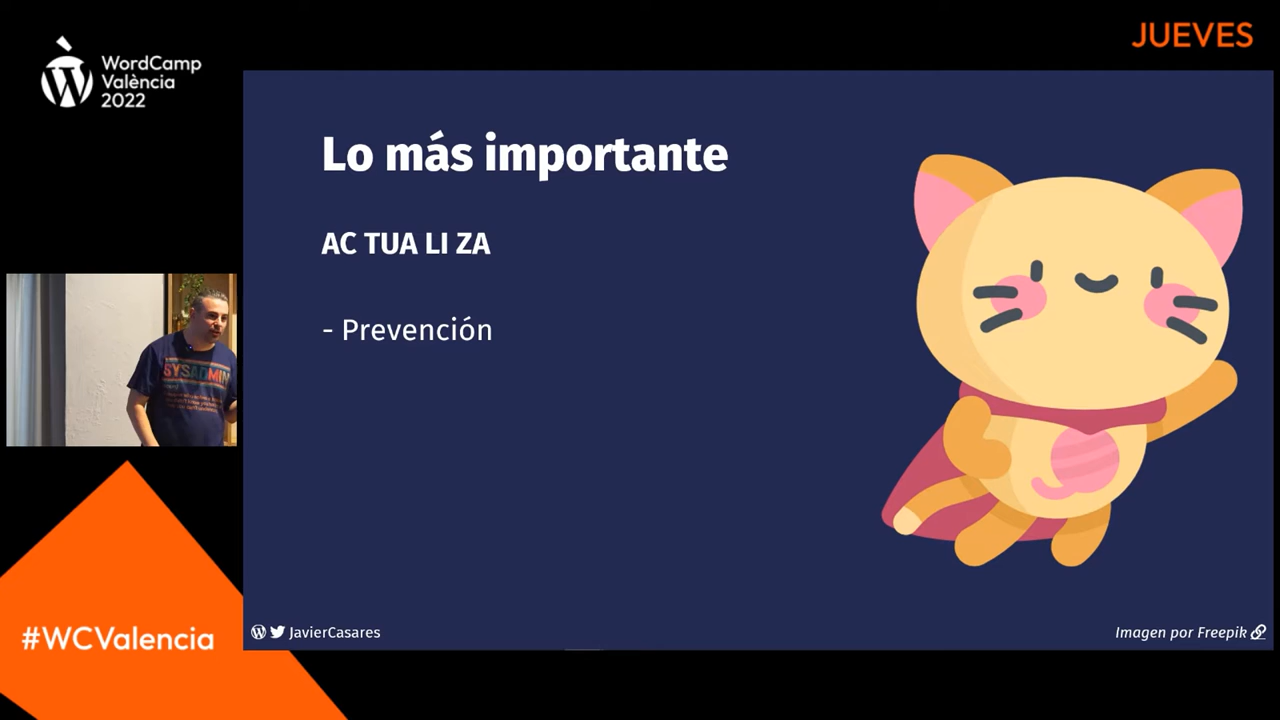 JUEVES
WordCamp
València
2022
Lo más importante
AC TUA LI ZA
- Prevención
SYSADMIN
#WCValencia
JavierCasares
Imagen por Freepik